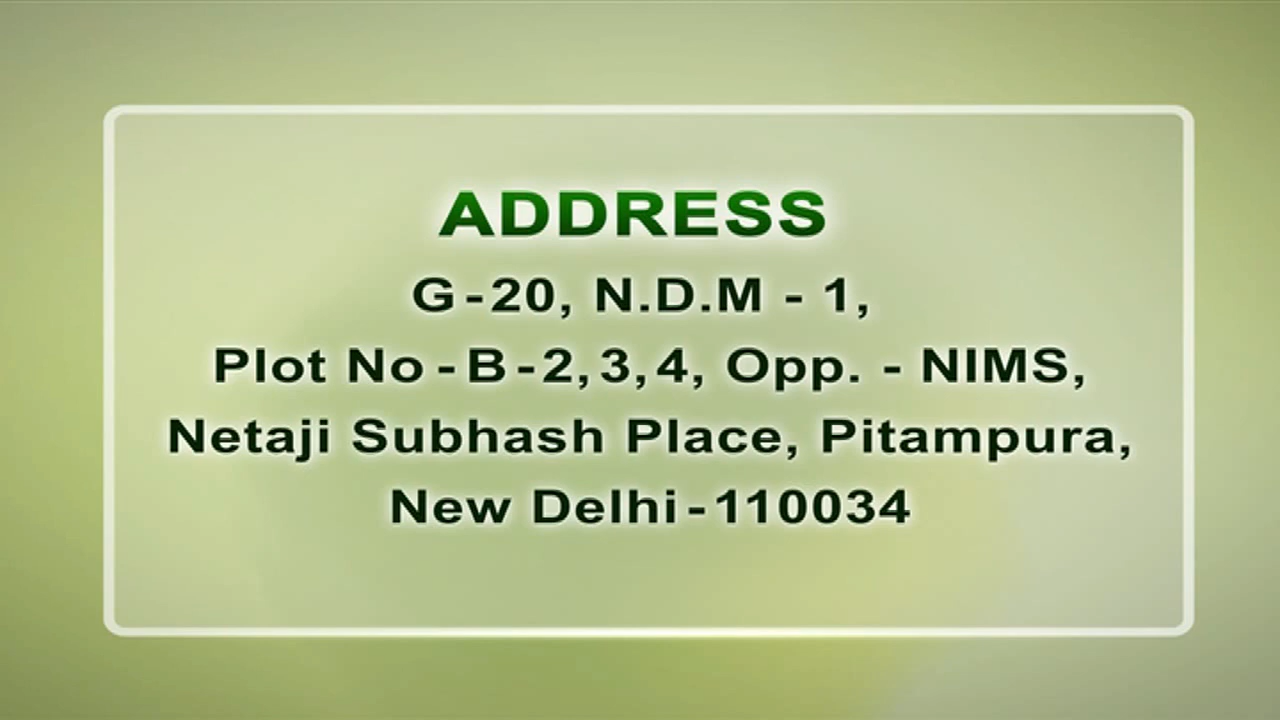 ADDRESS
G-20, N.D.M - 1,
Plot No-B-2,3,4, Opp. - NIMS,
Netaji Subhash Place, Pitampura,
New Delhi-110034